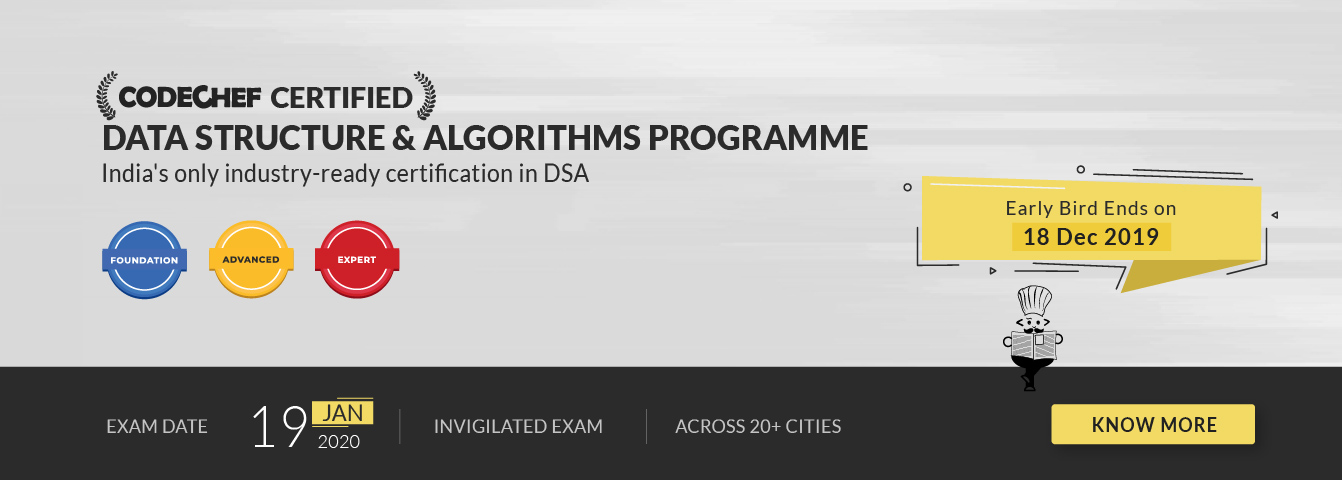 CODECHEF CERTIFIED
DATA STRUCTURE & ALGORITHMS PROGRAMME
India's only industry-ready certification in DSA
FOUNDATION
ADVANCED
EXPERT
Early Bird Ends on
18 Dec 2019
EXAM DATE
19 JAN
2020
INVIGILATED EXAM
ACROSS 20+ CITIES
KNOW MORE